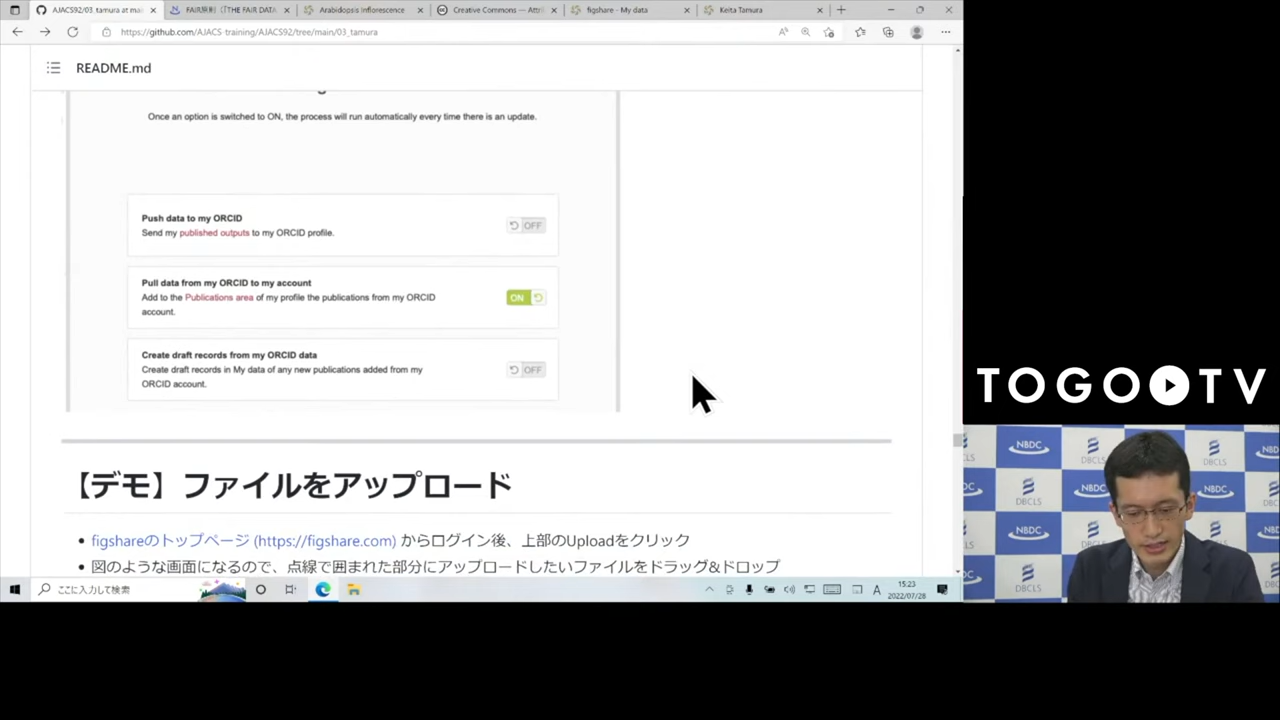 AJACS92/03_tamura at mai
FAIR原則（「THE FAIR DATA
Arabidopsis Inflorescence
Creative Commons — Attri
figshare - My data
Keita Tamura
https://github.com/AJACS-training/AJACS92/tree/main/03_tamura
README.md
Once an option is switched to ON, the process will run automatically every time there is an update.
Push data to my ORCID
OFF
Send my published outputs to my ORCID profile.
Pull data from my ORCID to my account
Add to the Publications area of my profile the publications from my ORCID
ON
account.
Create draft records from my ORCID data
Create draft records in My data of any new publications added from my
OFF
ORCID account.
【デモ】ファイルをアップロード
figshareのトップページ (https://figshare.com) からログイン後、上部のUploadをクリック
図のような画面になるので、点線で囲まれた部分にアップロードしたいファイルをドラッグ&ドロップ
ここに入力して検索
A
15:23
2022/07/28
TOGO TV
NBDC
DBCLS
NBDC
DBCLS
NBDC
NBDC
DBCLS
NBDC
DBCLS